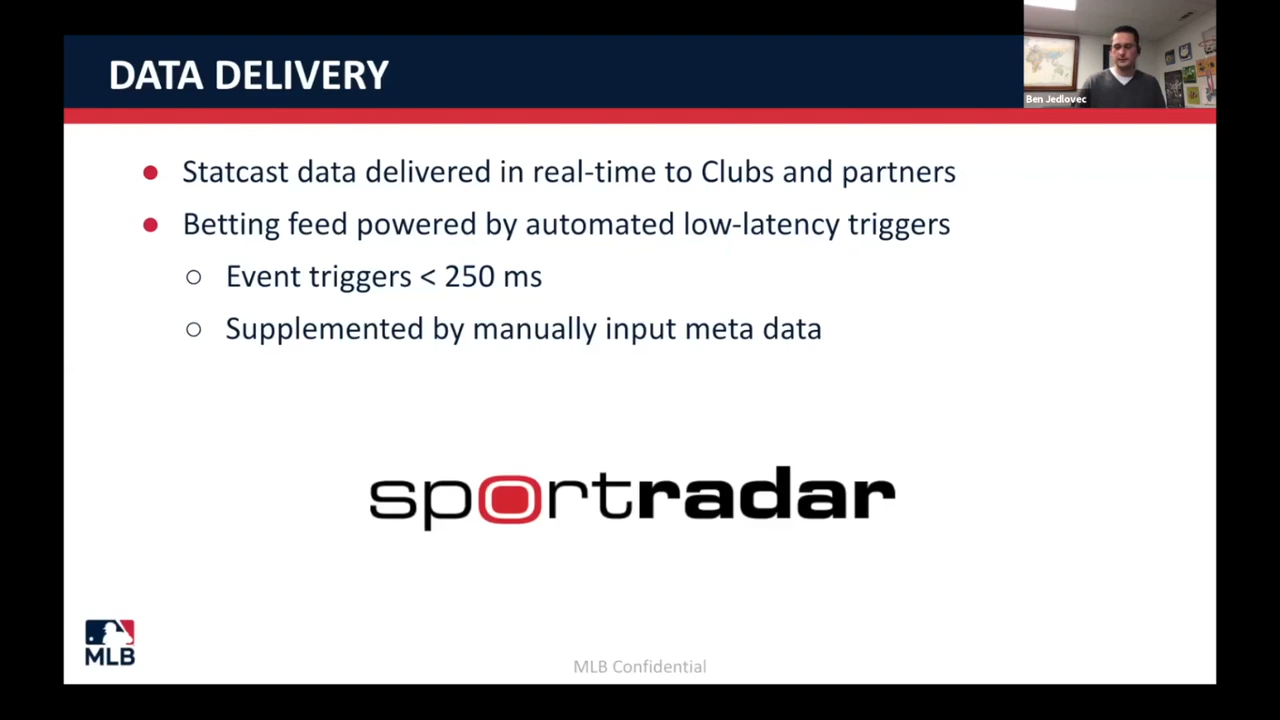 DATA DELIVERY
Ben Jedlovec
● Statcast data delivered in real-time to Clubs and partners
● Betting feed powered by automated low-latency triggers
○ Event triggers < 250 ms
○ Supplemented by manually input meta data
sportradar
MLB
MLB Confidential